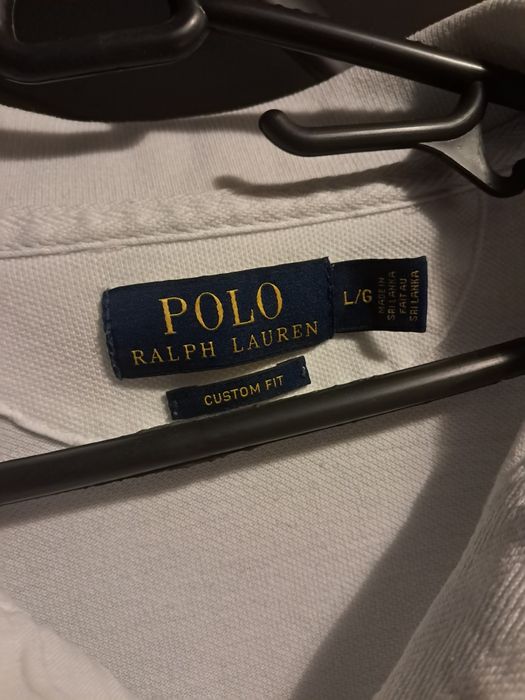 POLO
RALPH LAUREN
L/G
MADE IN
SRI LANKA
FAIT AU
SRI LANKA
CUSTOM FIT